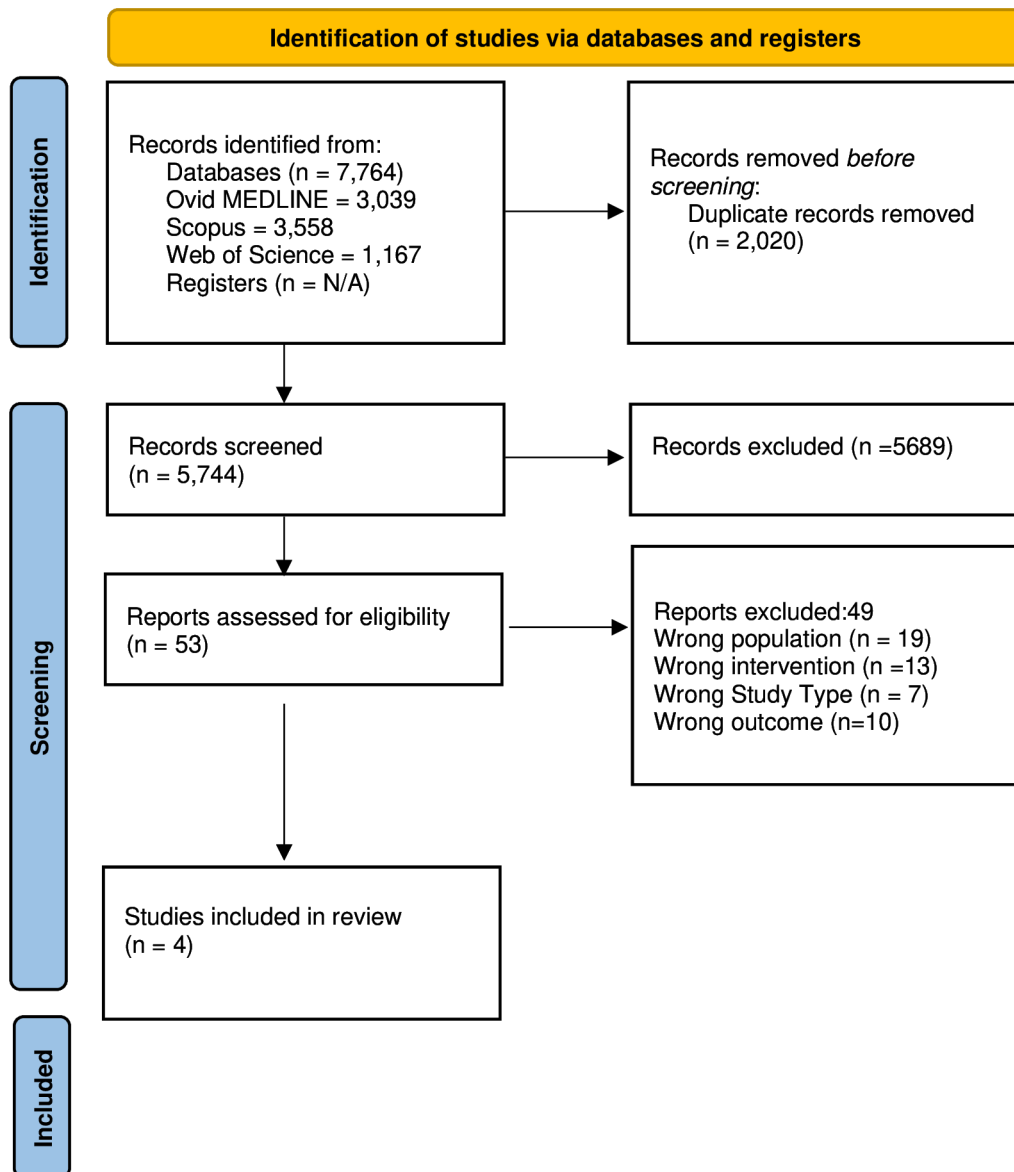 Identification of studies via databases and registers
Identification
Records identified from:
Databases (n = 7,764)
Ovid MEDLINE = 3,039
Scopus = 3,558
Web of Science = 1,167
Registers (n = N/A)
Records removed before
screening:
Duplicate records removed
(n = 2,020)
Screening
Records screened
(n = 5,744)
Records excluded (n =5689)
Reports assessed for eligibility
(n = 53)
Reports excluded:49
Wrong population (n = 19)
Wrong intervention (n =13)
Wrong Study Type (n = 7)
Wrong outcome (n=10)
Studies included in review
(n = 4)
Included